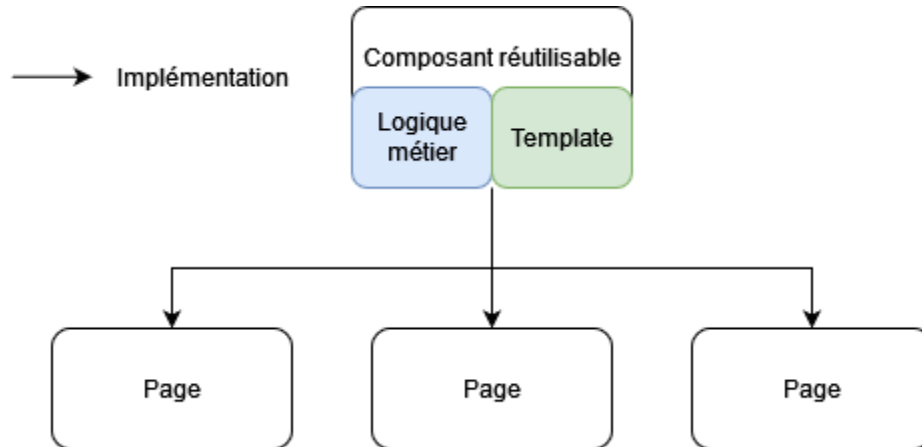 Composant réutilisable
Implémentation
Logique
métier
Template
Page
Page
Page